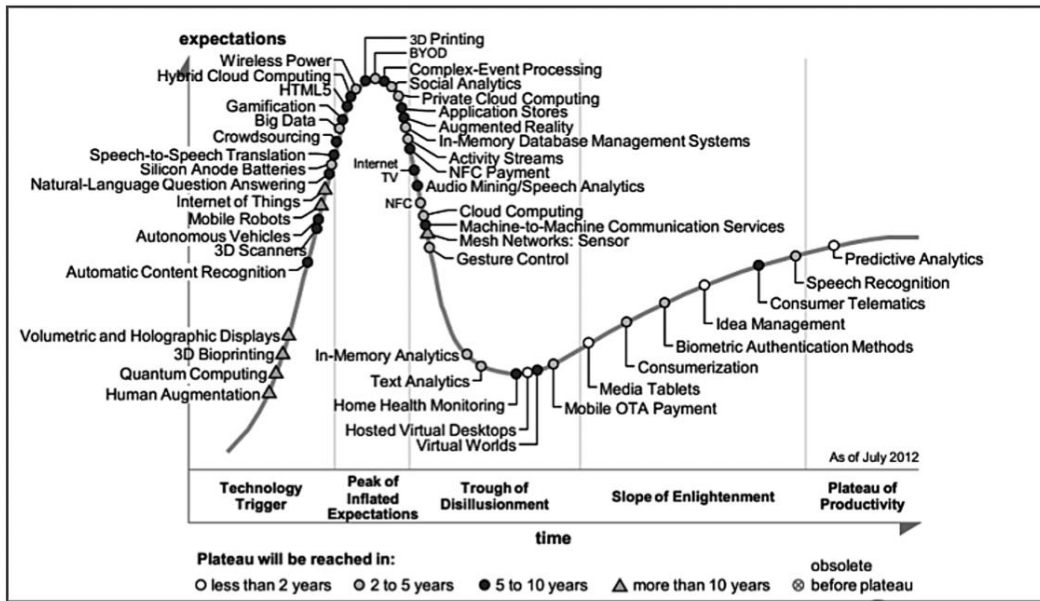 expectations
3D Printing
BYOD
Wireless Power
Complex-Event Processing
Hybrid Cloud Computing
Social Analytics
HTML5
Private Cloud Computing
Gamification
Application Stores
Big Data
Augmented Reality
Crowdsourcing
In-Memory Database Management Systems
Speech-to-Speech Translation
Activity Streams
Silicon Anode Batteries
Internet
TV
NFC Payment
Natural-Language Question Answering
Audio Mining/Speech Analytics
Internet of Things
NFC
Cloud Computing
Mobile Robots
Machine-to-Machine Communication Services
Autonomous Vehicles
Mesh Networks: Sensor
3D Scanners
Gesture Control
Automatic Content Recognition
Predictive Analytics
Speech Recognition
Consumer Telematics
Idea Management
Volumetric and Holographic Displays
Biometric Authentication Methods
3D Bioprinting
In-Memory Analytics
Consumerization
Quantum Computing
Text Analytics
Media Tablets
Human Augmentation
Home Health Monitoring
Mobile OTA Payment
Hosted Virtual Desktops
Virtual Worlds
As of July 2012
Technology
Trigger
Peak of
Inflated
Expectations
Trough of
Disillusionment
Slope of Enlightenment
Plateau of
Productivity
time
Plateau will be reached in:
less than 2 years
2 to 5 years
5 to 10 years
more than 10 years
obsolete
before plateau